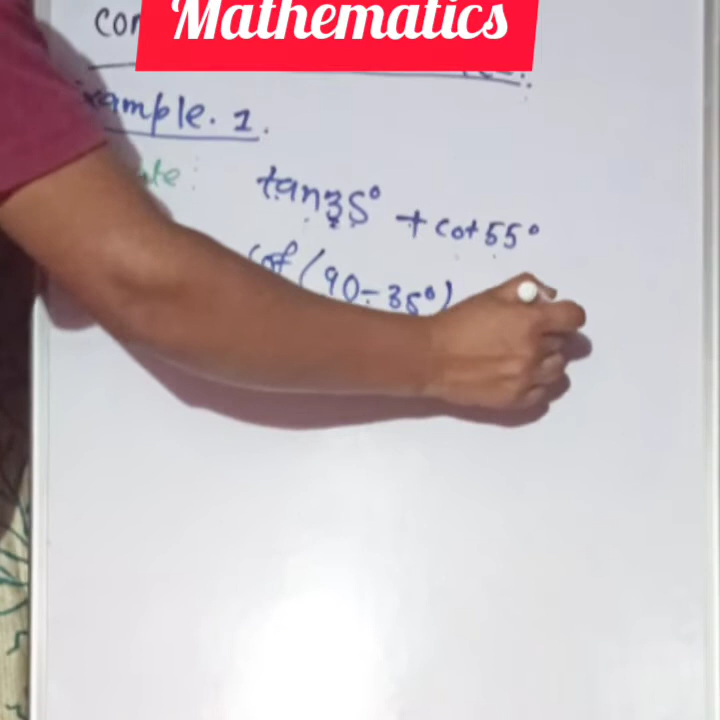 Mathematics
Example. 1.
tan35° + cot55°
cot(90-35°)